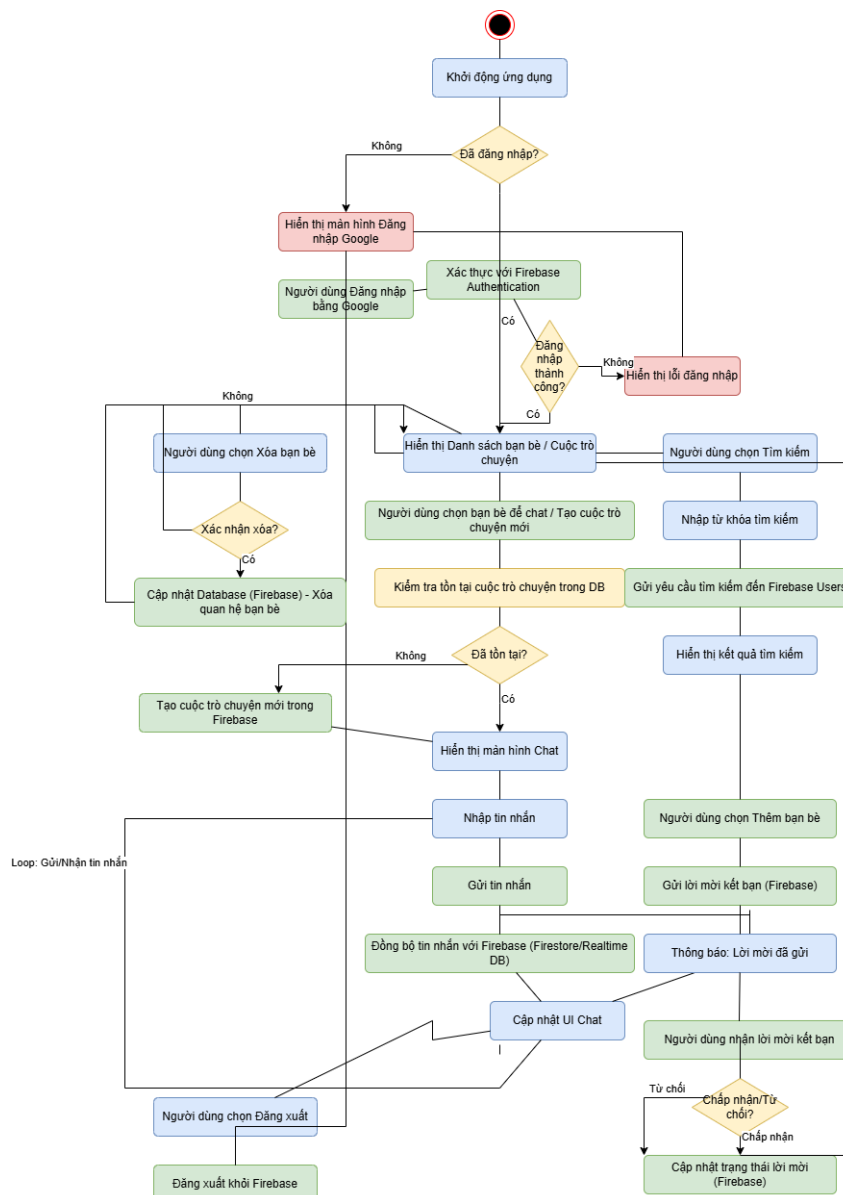 Khởi động ứng dụng
Đã đăng nhập?
Không
Hiển thị màn hình Đăng
nhập Google
Xác thực với Firebase
Authentication
Người dùng Đăng nhập
bằng Google
Có
Đăng
nhập
thành
công?
Không
Hiển thị lỗi đăng nhập
Có
Không
Người dùng chọn Xóa bạn bè
Hiển thị Danh sách bạn bè / Cuộc trò
chuyện
Người dùng chọn Tìm kiếm
Xác nhận xóa?
Có
Người dùng chọn bạn bè để chat / Tạo cuộc trò
chuyện mới
Nhập từ khóa tìm kiếm
Cập nhật Database (Firebase) - Xóa
quan hệ bạn bè
Kiểm tra tồn tại cuộc trò chuyện trong DB
Gửi yêu cầu tìm kiếm đến Firebase Users
Đã tồn tại?
Không
Hiển thị kết quả tìm kiếm
Có
Tạo cuộc trò chuyện mới trong
Firebase
Hiển thị màn hình Chat
Nhập tin nhắn
Người dùng chọn Thêm bạn bè
Loop: Gửi/Nhận tin nhắn
Gửi tin nhắn
Gửi lời mời kết bạn (Firebase)
Đồng bộ tin nhắn với Firebase (Firestore/Realtime
DB)
Thông báo: Lời mời đã gửi
Cập nhật UI Chat
Người dùng nhận lời mời kết bạn
Từ chối
Chấp nhận/Từ
chối?
Chấp nhận
Người dùng chọn Đăng xuất
Cập nhật trạng thái lời mời
(Firebase)
Đăng xuất khỏi Firebase